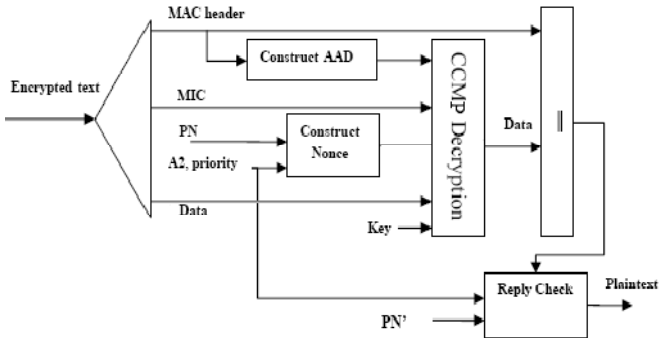 MAC header
Construct AAD
Encrypted text
MIC
PN
Construct
Nonce
A2, priority
CCMP Decryption
Data
||
Data
Key
Reply Check
Plaintext
PN'